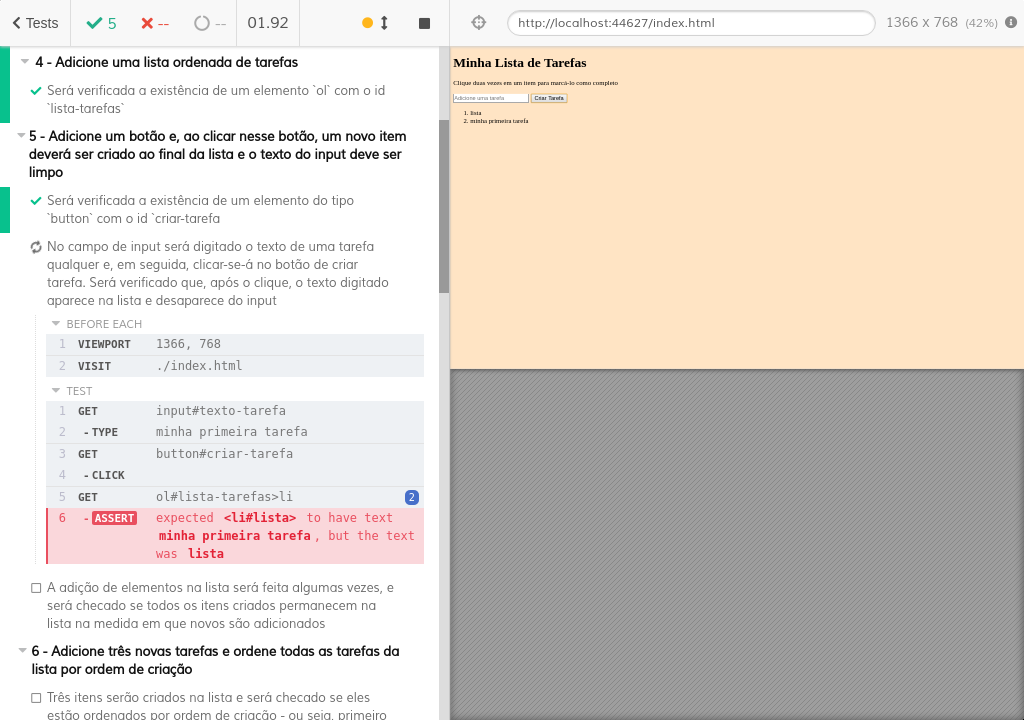 Tests
5
--
--
01.92
http://localhost:44627/index.html
1366 x 768 (42%)
4 - Adicione uma lista ordenada de tarefas
Será verificada a existência de um elemento `ol` com o id
`lista-tarefas`
5 - Adicione um botão e, ao clicar nesse botão, um novo item
deverá ser criado ao final da lista e o texto do input deve ser
limpo
Será verificada a existência de um elemento do tipo
`button` com o id `criar-tarefa
No campo de input será digitado o texto de uma tarefa
qualquer e, em seguida, clicar-se-á no botão de criar
tarefa. Será verificado que, após o clique, o texto digitado
aparece na lista e desaparece do input
BEFORE EACH
1 VIEWPORT 1366, 768
2 VISIT ./index.html
TEST
1 GET input#texto-tarefa
2 -TYPE minha primeira tarefa
3 GET button#criar-tarefa
4 -CLICK
5 GET ol#lista-tarefas>li 2
6 -ASSERT expected <li#lista> to have text
minha primeira tarefa, but the text
was lista
A adição de elementos na lista será feita algumas vezes, e
será checado se todos os itens criados permanecem na
lista na medida em que novos são adicionados
6 - Adicione três novas tarefas e ordene todas as tarefas da
lista por ordem de criação
Três itens serão criados na lista e será checado se eles
estão ordenados por ordem de criação - ou seja, primeiro
Minha Lista de Tarefas
Clique duas vezes em um item para marcá-lo como completo
Adicione uma tarefa Criar Tarefa
1. lista
2. minha primeira tarefa